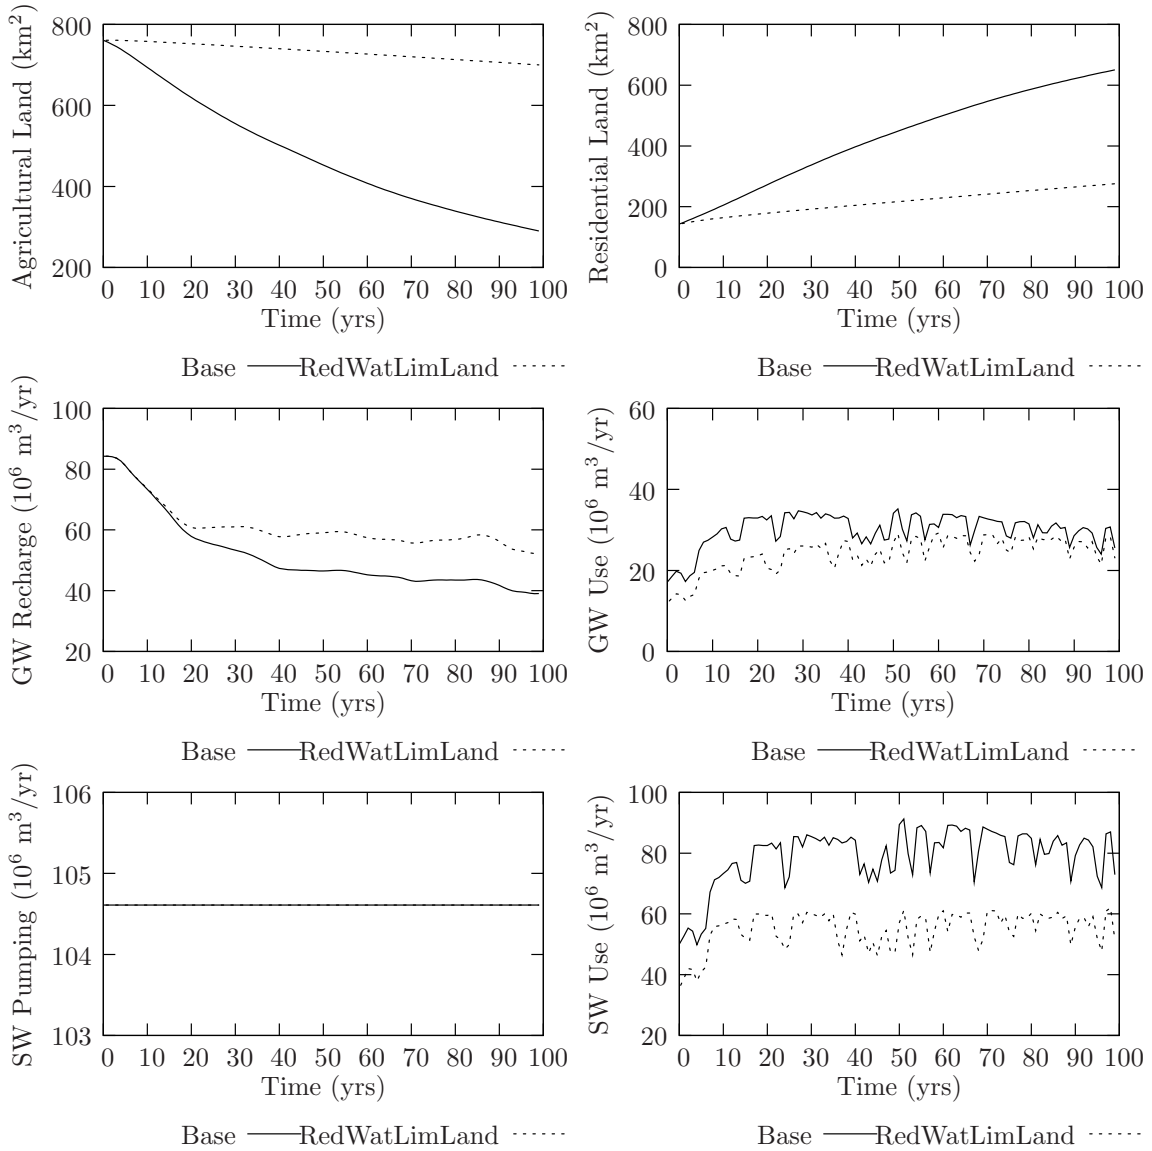 Agricultural Land (km²)
800
600
400
200
0 10 20 30 40 50 60 70 80 90 100
Time (yrs)
Base RedWatLimLand
Residential Land (km²)
800
600
400
200
0
0 10 20 30 40 50 60 70 80 90 100
Time (yrs)
Base RedWatLimLand
GW Recharge (10⁶ m³/yr)
100
80
60
40
20
0 10 20 30 40 50 60 70 80 90 100
Time (yrs)
Base RedWatLimLand
GW Use (10⁶ m³/yr)
60
40
20
0
0 10 20 30 40 50 60 70 80 90 100
Time (yrs)
Base RedWatLimLand
SW Pumping (10⁶ m³/yr)
106
105
104
103
0 10 20 30 40 50 60 70 80 90 100
Time (yrs)
Base RedWatLimLand
SW Use (10⁶ m³/yr)
100
80
60
40
20
0 10 20 30 40 50 60 70 80 90 100
Time (yrs)
Base RedWatLimLand